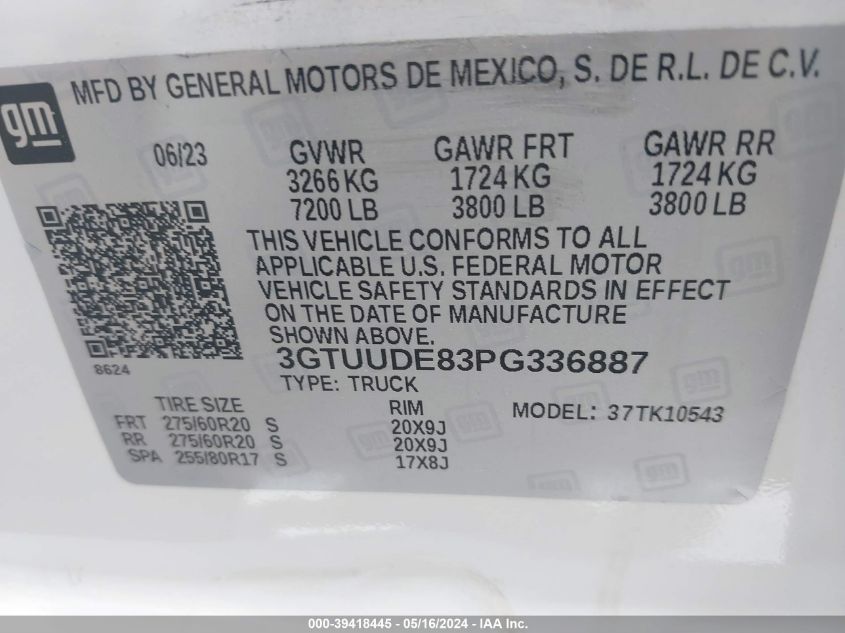 MFD BY GENERAL MOTORS DE MEXICO, S. DE R.L. DE C.V.
gm
06/23 GVWR GAWR FRT GAWR RR
3266 KG 1724 KG 1724 KG
7200 LB 3800 LB 3800 LB
THIS VEHICLE CONFORMS TO ALL
APPLICABLE U.S. FEDERAL MOTOR
VEHICLE SAFETY STANDARDS IN EFFECT
ON THE DATE OF MANUFACTURE
SHOWN ABOVE.
8624 3GTUUDE83PG336887
TYPE: TRUCK
TIRE SIZE RIM MODEL: 37TK10543
FRT 275/60R20 S 20X9J
RR 275/60R20 S 20X9J
SPA 255/80R17 S 17X8J
000-39418445 - 05/16/2024 - IAA Inc.